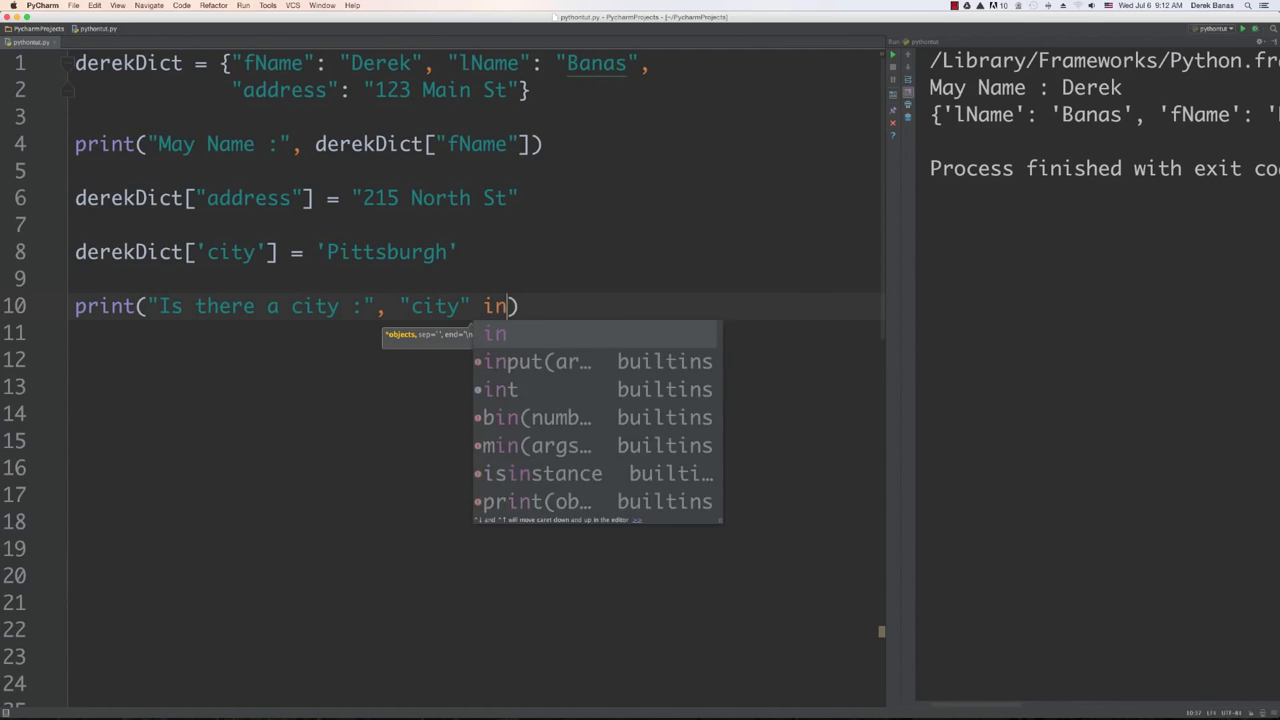 PyCharm File Edit View Navigate Code Refactor Run Tools VCS Window Help 10 Wed Jul 6 9:12 AM Derek Banas
pythontut.py - PyCharmProjects - [~/PycharmProjects]
PycharmProjects pythontut.py pythontut
pythontut.py Run pythontut
1 derekDict = {"fName": "Derek", "lName": "Banas",
2 "address": "123 Main St"}
3
4 print("May Name :", derekDict["fName"])
5
6 derekDict["address"] = "215 North St"
7
8 derekDict['city'] = 'Pittsburgh'
9
10 print("Is there a city :", "city" in)
11
12
13
14
15
16
17
18
19
20
21
22
23
24
*objects, sep='', end="\n
in
input(ar… builtins
int builtins
bin(numb… builtins
min(args… builtins
isinstance builti…
print(ob… builtins
^↓ and ^↑ will move caret down and up in the editor >>
/Library/Frameworks/Python.fra
May Name : Derek
{'lName': 'Banas', 'fName': '
Process finished with exit co
10:37 LF÷ UTF-8÷